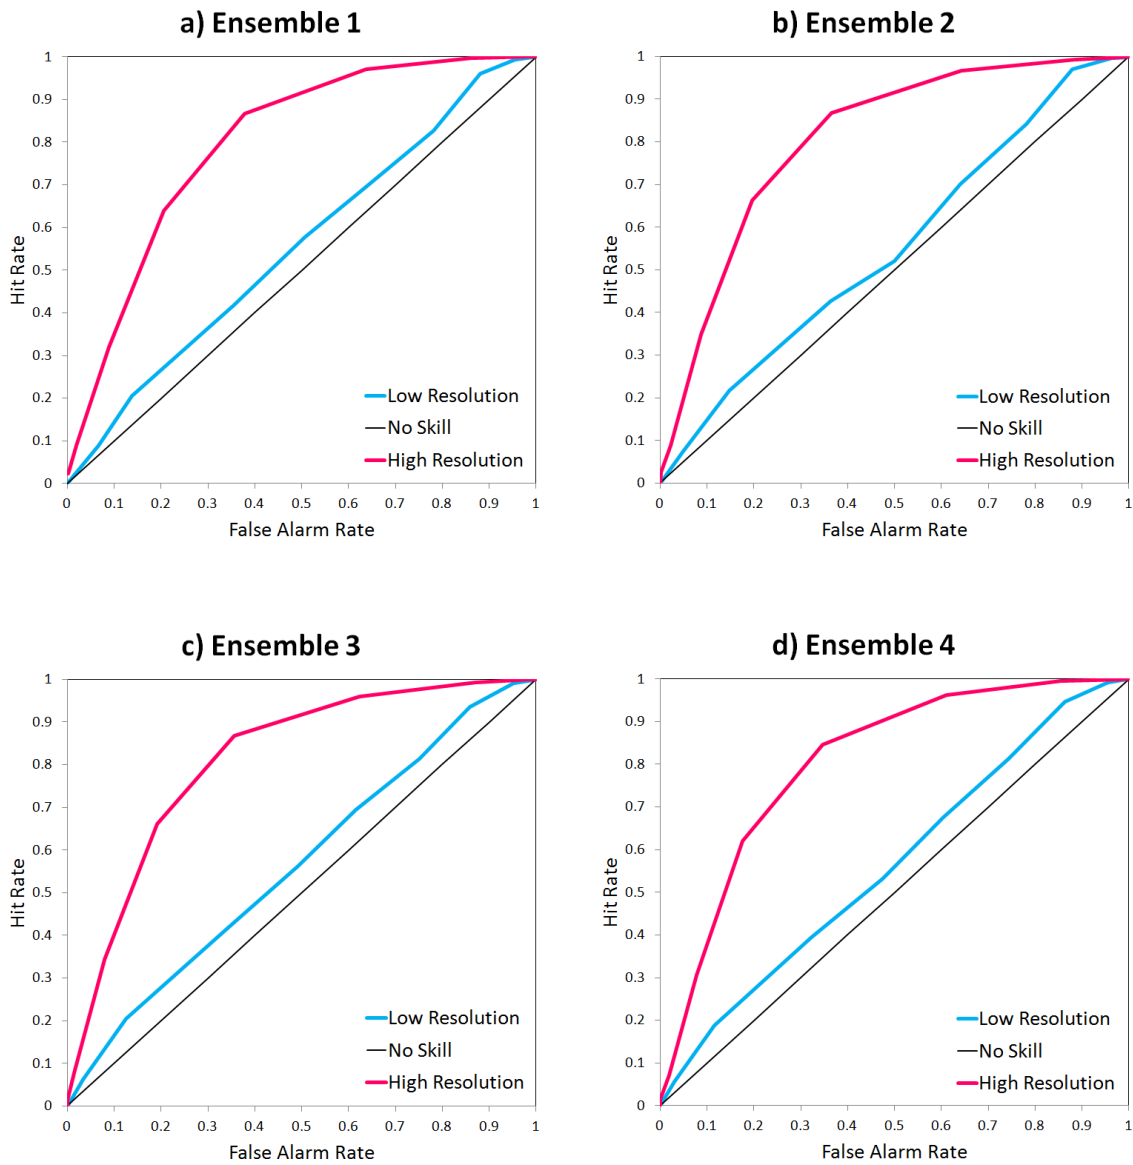 a) Ensemble 1
1
0.9
0.8
0.7
0.6
0.5
0.4
0.3
0.2
0.1
0
Hit Rate
Low Resolution
No Skill
High Resolution
0 0.1 0.2 0.3 0.4 0.5 0.6 0.7 0.8 0.9 1
False Alarm Rate
b) Ensemble 2
1
0.9
0.8
0.7
0.6
0.5
0.4
0.3
0.2
0.1
0
Hit Rate
Low Resolution
No Skill
High Resolution
0 0.1 0.2 0.3 0.4 0.5 0.6 0.7 0.8 0.9 1
False Alarm Rate
c) Ensemble 3
1
0.9
0.8
0.7
0.6
0.5
0.4
0.3
0.2
0.1
0
Hit Rate
Low Resolution
No Skill
High Resolution
0 0.1 0.2 0.3 0.4 0.5 0.6 0.7 0.8 0.9 1
False Alarm Rate
d) Ensemble 4
1
0.9
0.8
0.7
0.6
0.5
0.4
0.3
0.2
0.1
0
Hit Rate
Low Resolution
No Skill
High Resolution
0 0.1 0.2 0.3 0.4 0.5 0.6 0.7 0.8 0.9 1
False Alarm Rate